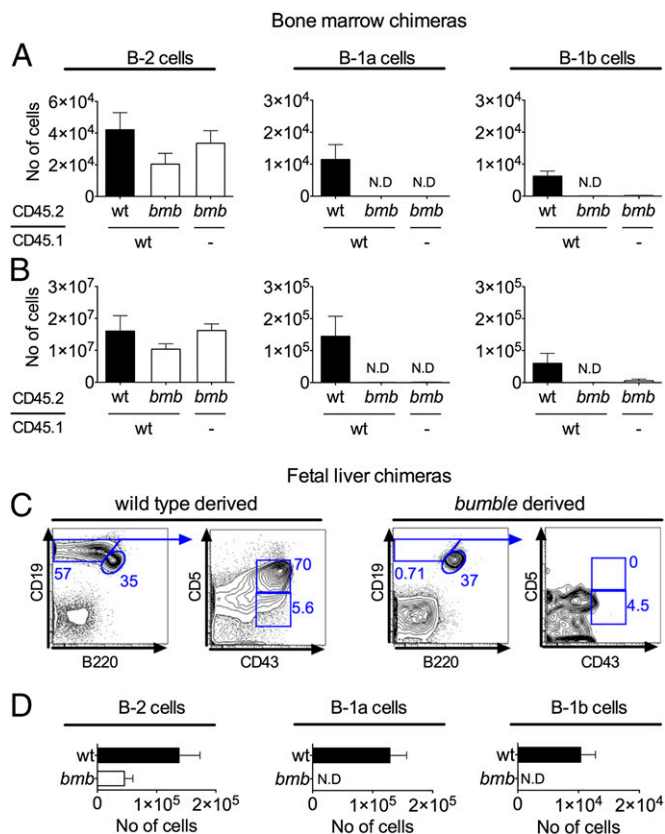 Bone marrow chimeras
A
B-2 cells
B-1a cells
B-1b cells
No of cells
6×10⁴
4×10⁴
2×10⁴
0
3×10⁴
2×10⁴
1×10⁴
0
N.D
N.D
3×10⁴
2×10⁴
1×10⁴
0
N.D
CD45.2
wt bmb bmb
wt bmb bmb
wt bmb bmb
CD45.1
wt -
wt -
wt -
B
No of cells
3×10⁷
2×10⁷
1×10⁷
0
3×10⁵
2×10⁵
1×10⁵
0
N.D
N.D
3×10⁵
2×10⁵
1×10⁵
0
N.D
CD45.2
wt bmb bmb
wt bmb bmb
wt bmb bmb
CD45.1
wt -
wt -
wt -
Fetal liver chimeras
C
wild type derived
bumble derived
CD19
57
35
B220
CD5
70
5.6
CD43
CD19
0.71
37
B220
CD5
0
4.5
CD43
D
B-2 cells
B-1a cells
B-1b cells
wt
bmb
0 1×10⁵ 2×10⁵
No of cells
wt
bmb N.D
0 1×10⁵ 2×10⁵
No of cells
wt
bmb N.D
0 1×10⁴ 2×10⁴
No of cells